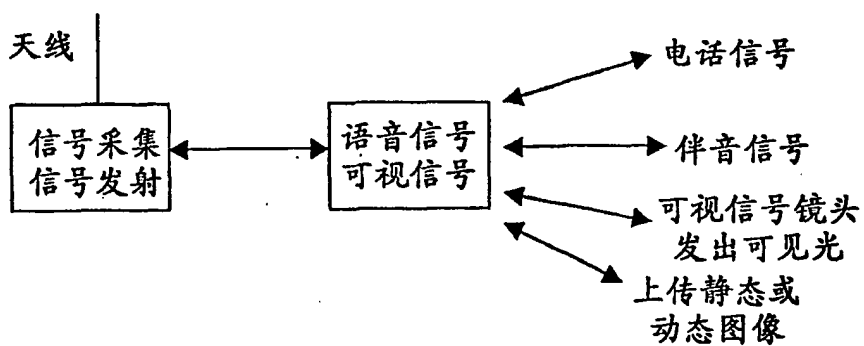 天线
信号采集
信号发射
语音信号
可视信号
电话信号
伴音信号
可视信号镜头
发出可见光
上传静态或
动态图像